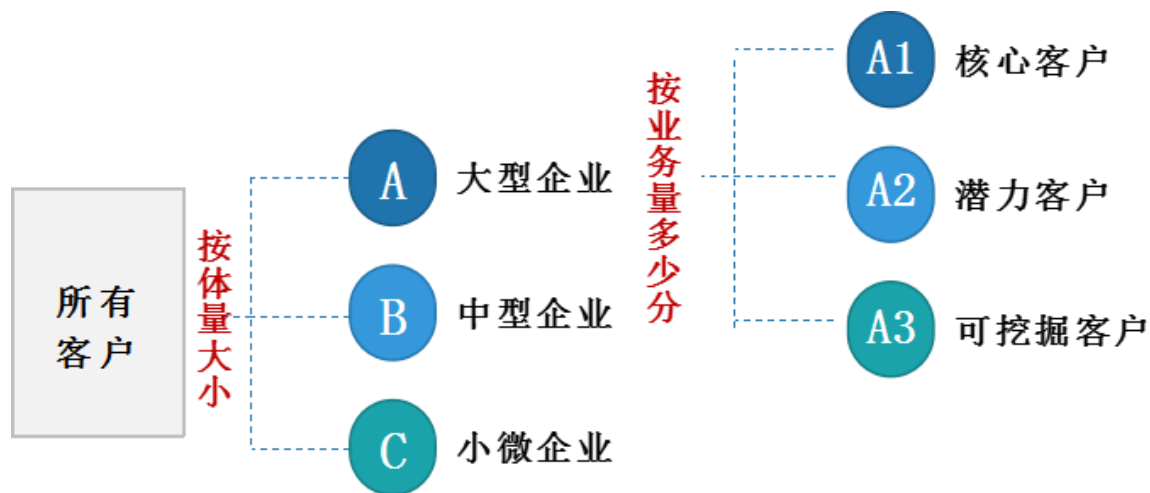 所有
客户
按体量大小
A 大型企业
B 中型企业
C 小微企业
按业务量多少分
A1 核心客户
A2 潜力客户
A3 可挖掘客户